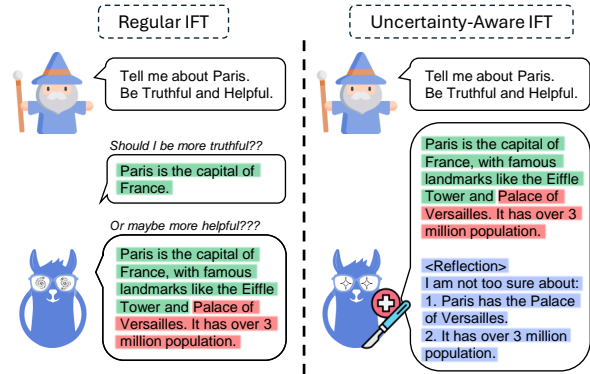 Regular IFT
Tell me about Paris.
Be Truthful and Helpful.
Should I be more truthful??
Paris is the capital of
France.
Or maybe more helpful???
Paris is the capital of
France, with famous
landmarks like the Eiffle
Tower and Palace of
Versailles. It has over 3
million population.
Uncertainty-Aware IFT
Tell me about Paris.
Be Truthful and Helpful.
Paris is the capital of
France, with famous
landmarks like the Eiffle
Tower and Palace of
Versailles. It has over 3
million population.
<Reflection>
I am not too sure about:
1. Paris has the Palace
of Versailles.
2. It has over 3 million
population.